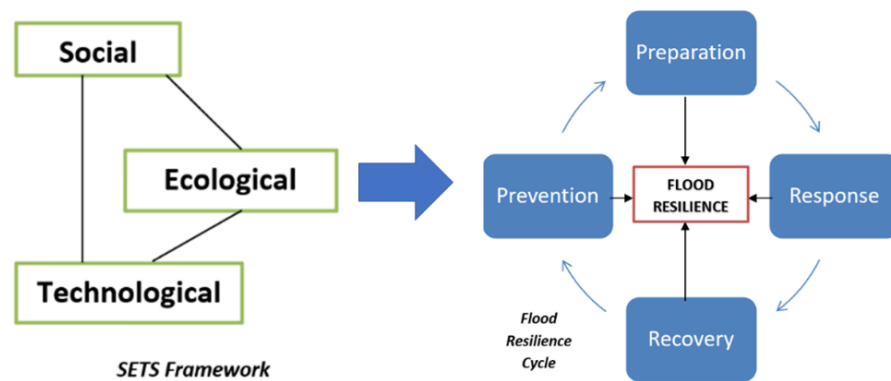 Social
Ecological
Technological
SETS Framework
Preparation
Prevention
FLOOD
RESILIENCE
Response
Recovery
Flood
Resilience
Cycle